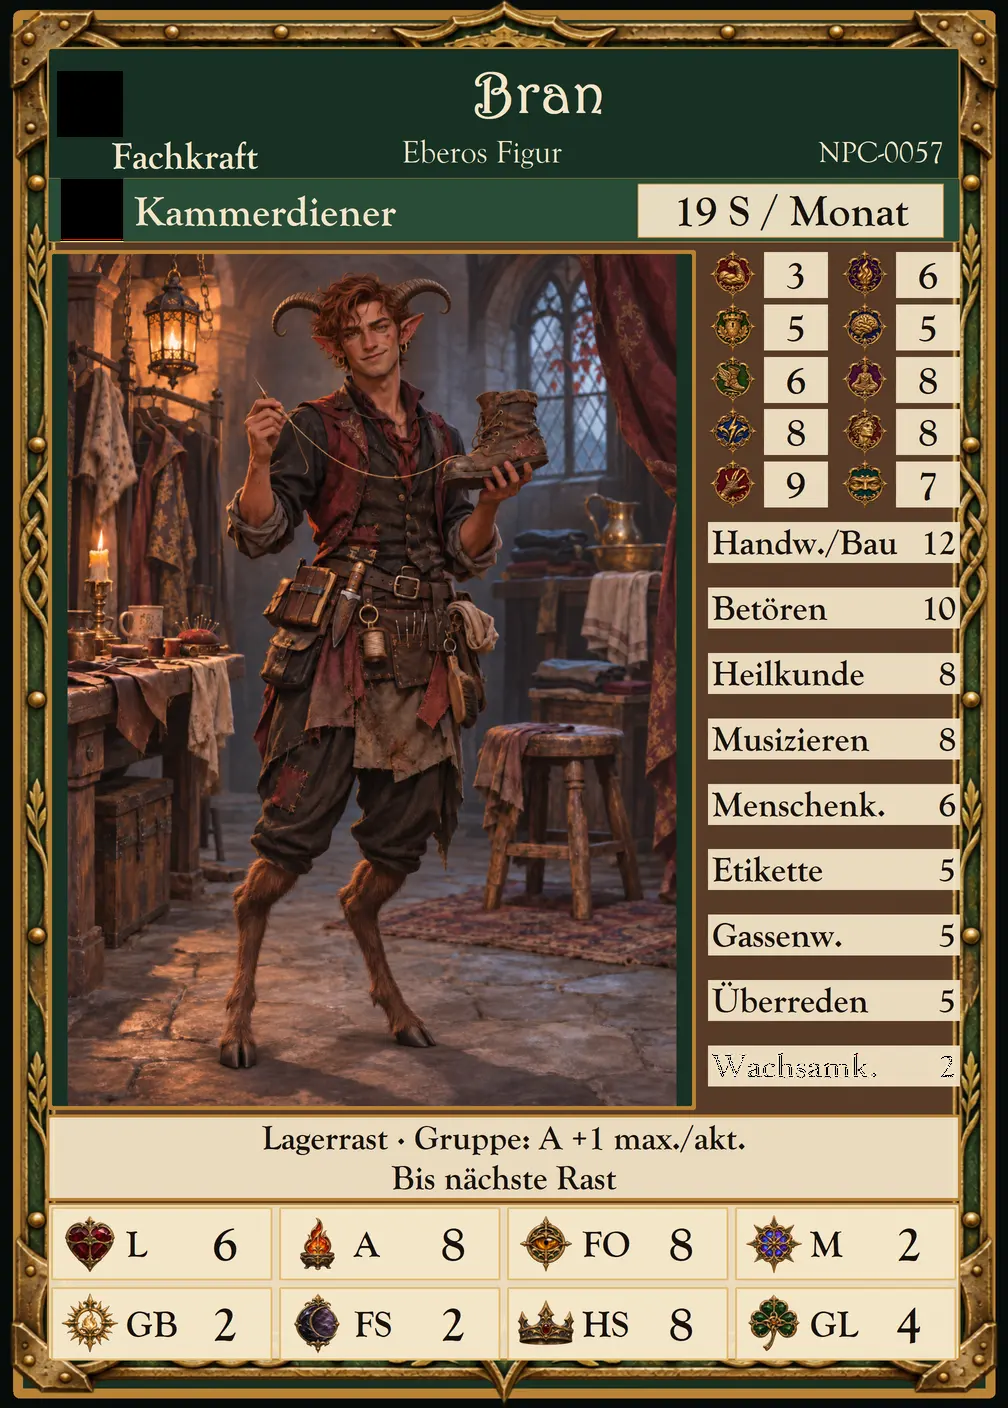 Bran
Fachkraft Eberos Figur NPC-0057
Kammerdiener 19 S / Monat
3 6
5 5
6 8
8 8
9 7
Handw./Bau 12
Betören 10
Heilkunde 8
Musizieren 8
Menschenk. 6
Etikette 5
Gassenw. 5
Überreden 5
Wachsamk. 2
Lagerrast · Gruppe: A +1 max./akt.
Bis nächste Rast
L 6 A 8 FO 8 M 2
GB 2 FS 2 HS 8 GL 4